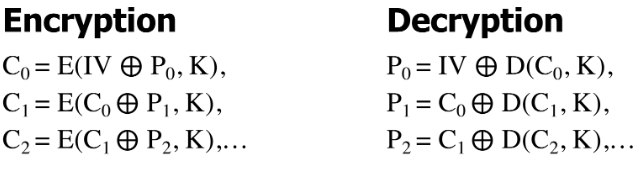 Encryption
C₀ = E(IV ⊕ P₀, K),
C₁ = E(C₀ ⊕ P₁, K),
C₂ = E(C₁ ⊕ P₂, K),…
Decryption
P₀ = IV ⊕ D(C₀, K),
P₁ = C₀ ⊕ D(C₁, K),
P₂ = C₁ ⊕ D(C₂, K),…